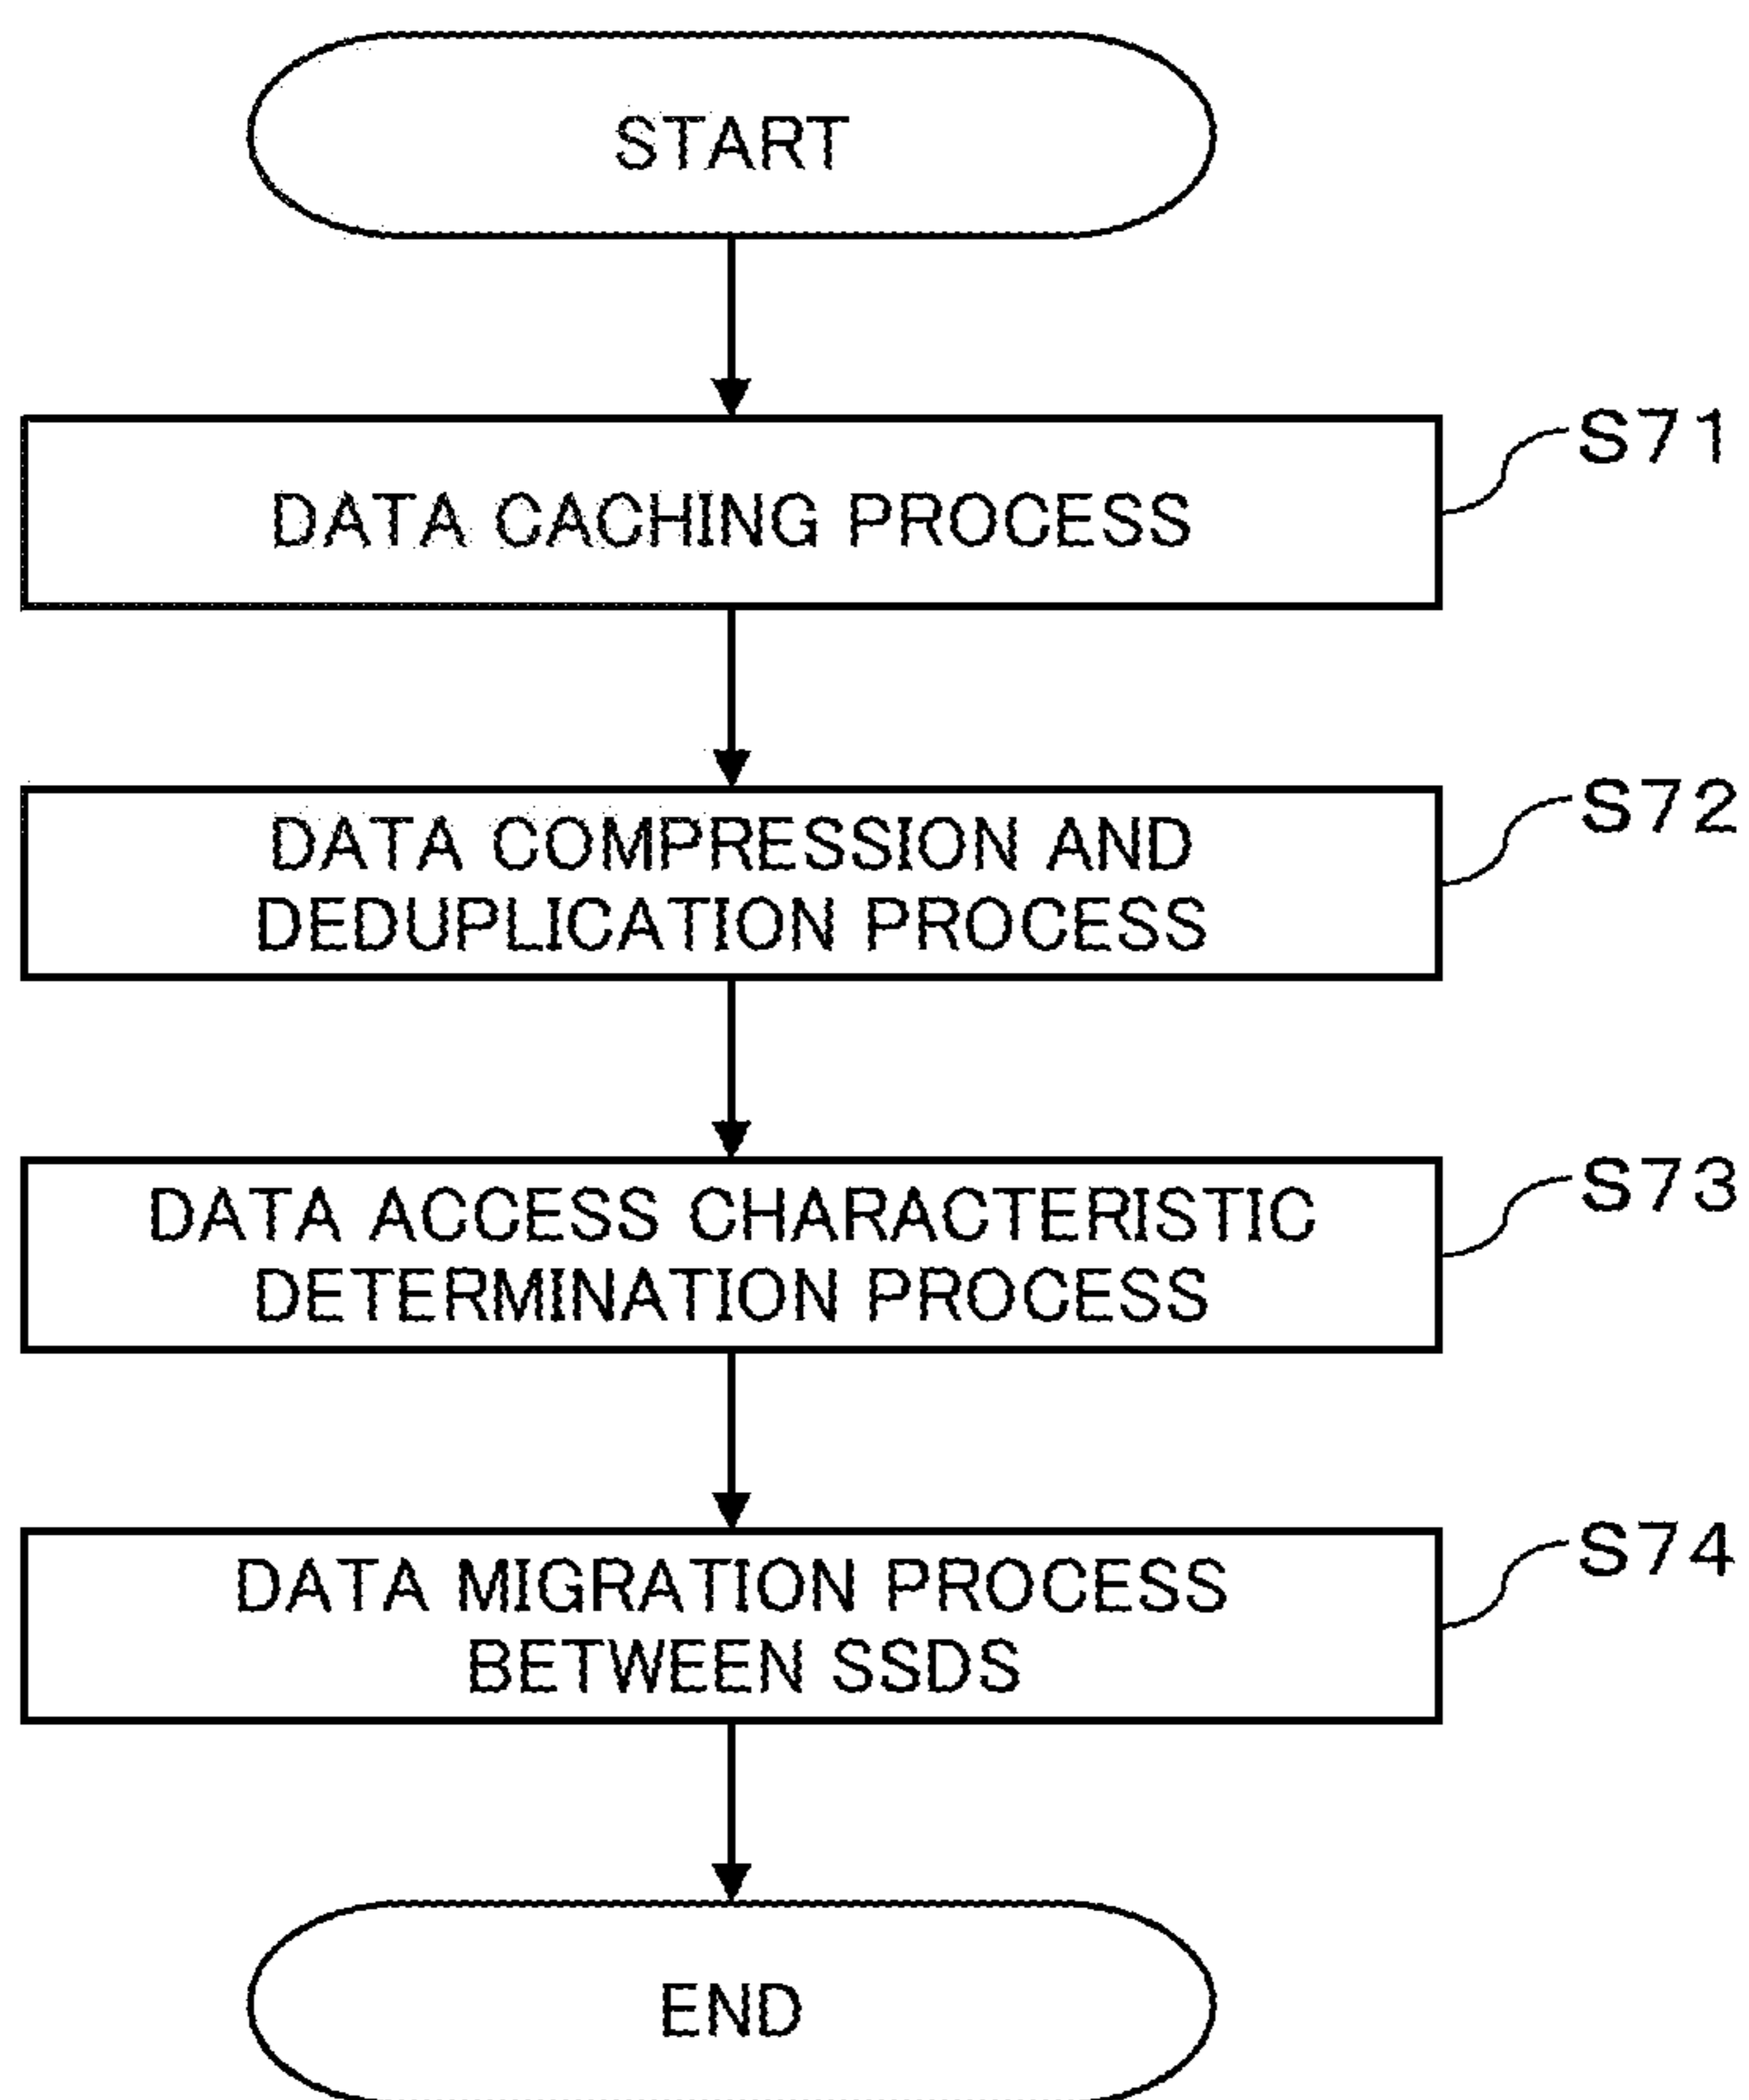 START
DATA CACHING PROCESS
S71
DATA COMPRESSION AND
DEDUPLICATION PROCESS
S72
DATA ACCESS CHARACTERISTIC
DETERMINATION PROCESS
S73
DATA MIGRATION PROCESS
BETWEEN SSDS
S74
END